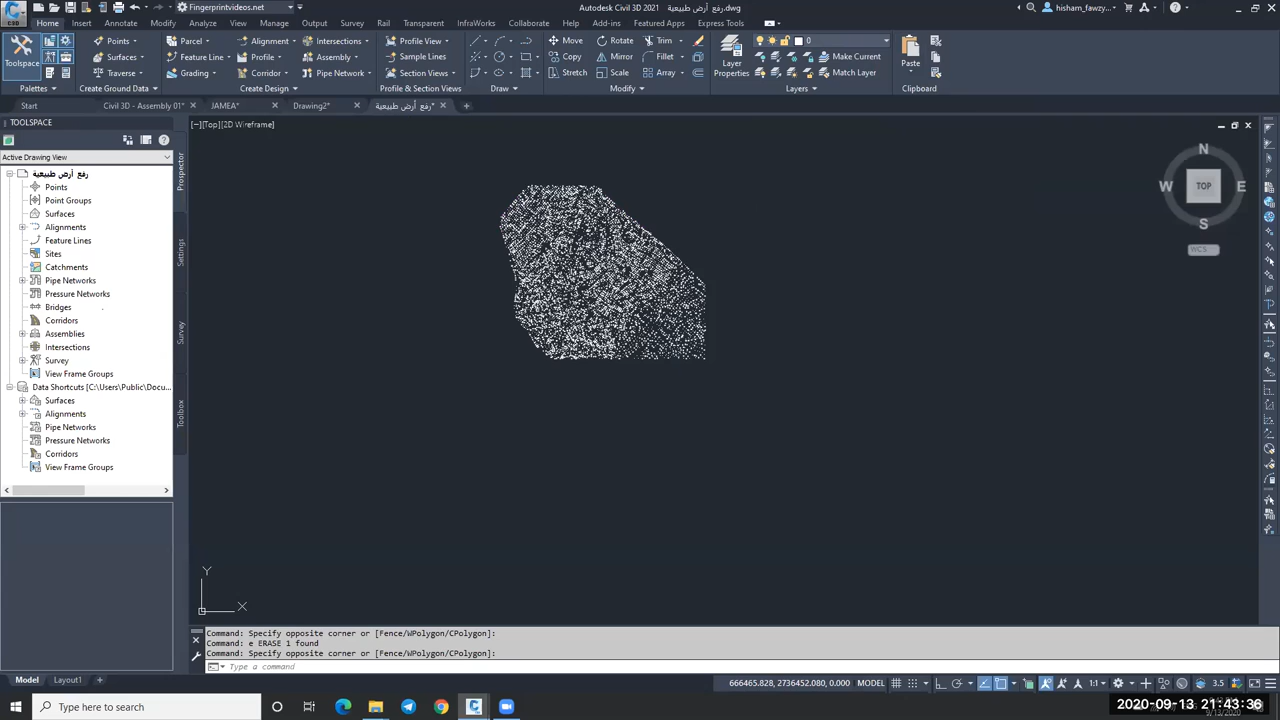 C3D
Fingerprintvideos.net
Autodesk Civil 3D 2021 رفع أرض طبيعية.dwg
hisham_fawzy...
Home Insert Annotate Modify Analyze View Manage Output Survey Rail Transparent InfraWorks Collaborate Help Add-ins Featured Apps Express Tools
Toolspace
Points
Surfaces
Traverse
Parcel
Feature Line
Grading
Alignment
Profile
Corridor
Intersections
Assembly
Pipe Network
Profile View
Sample Lines
Section Views
Move
Copy
Stretch
Rotate
Mirror
Scale
Trim
Fillet
Array
Layer
Properties
0
Make Current
Match Layer
Paste
Palettes Create Ground Data Create Design Profile & Section Views Draw Modify Layers Clipboard
Start Civil 3D - Assembly 01* JAMEA* Drawing2* رفع أرض طبيعية*
TOOLSPACE
Active Drawing View
رفع أرض طبيعية
Points
Point Groups
Surfaces
Alignments
Feature Lines
Sites
Catchments
Pipe Networks
Pressure Networks
Bridges
Corridors
Assemblies
Intersections
Survey
View Frame Groups
Data Shortcuts [C:\Users\Public\Docu...
Surfaces
Alignments
Pipe Networks
Pressure Networks
Corridors
View Frame Groups
Prospector
Settings
Survey
Toolbox
[−][Top][2D Wireframe]
N
W TOP E
S
WCS
Y
X
Command: Specify opposite corner or [Fence/WPolygon/CPolygon]:
Command: e ERASE 1 found
Command: Specify opposite corner or [Fence/WPolygon/CPolygon]:
Type a command
Model Layout1
666465.828, 2736452.080, 0.000 MODEL 1:1 3.5
Type here to search
2020-09-13 21:43:36